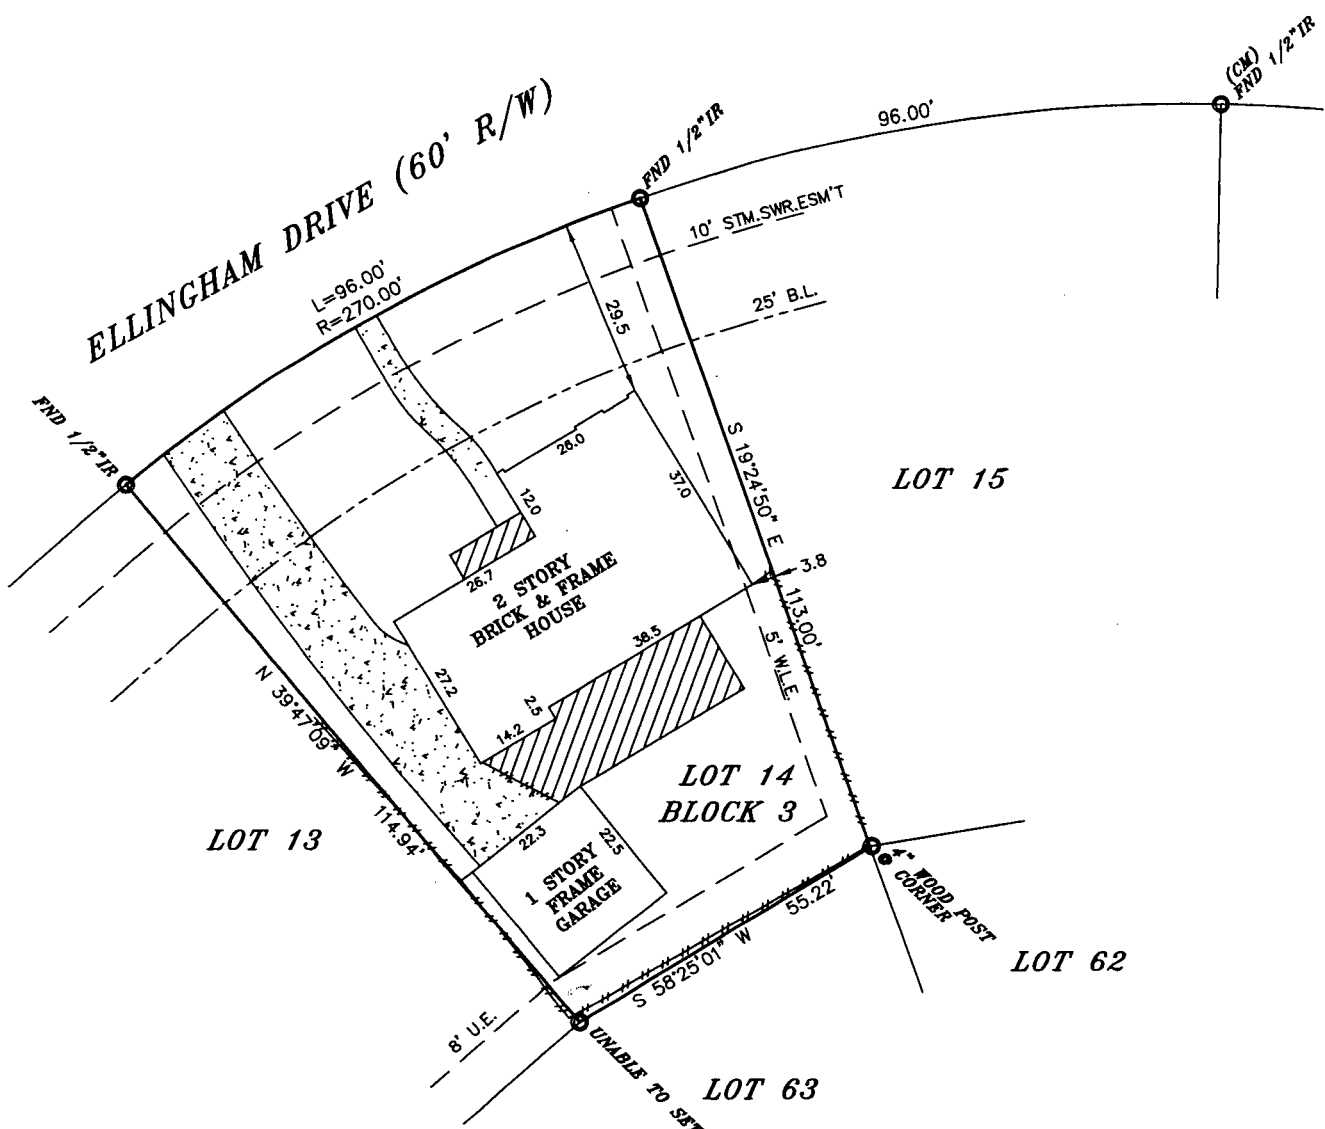 (CM)
FND 1/2"IR
96.00'
ELLINGHAM DRIVE (60' R/W)
FND 1/2"IR
10' STM.SWR.ESM'T
L=96.00'
R=270.00'
25' B.L.
29.5
FND 1/2"IR
26.0
S 19°24'50" E
113.00'
LOT 15
37.0
12.0
3.8
26.7
2 STORY
BRICK & FRAME
HOUSE
38.5
5' W.L.E.
27.2
2.5
14.2
N 39°47'09" W
114.94'
LOT 14
BLOCK 3
LOT 13
22.3
22.5
1 STORY
FRAME
GARAGE
4" WOOD POST
@ CORNER
55.22'
S 58°25'01" W
LOT 62
8' U.E.
UNABLE TO SET
LOT 63